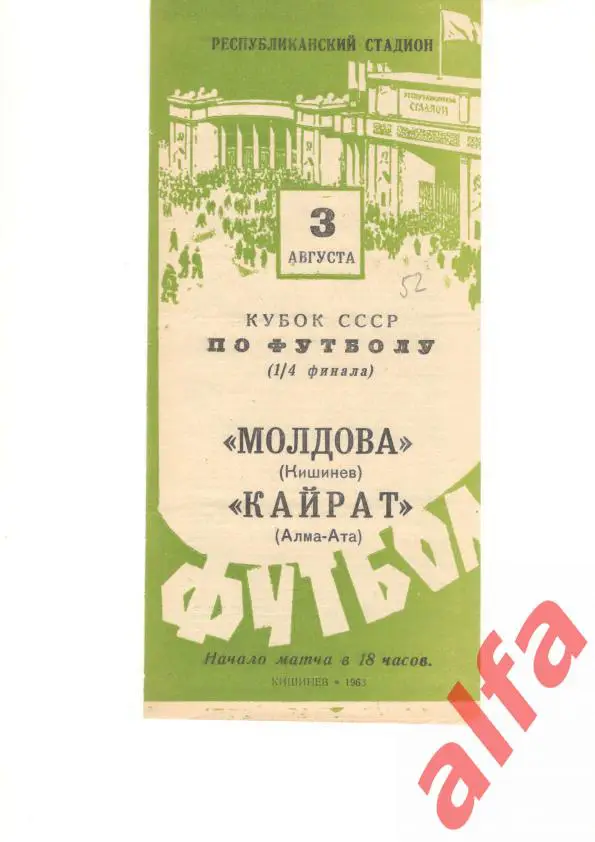 РЕСПУБЛИКАНСКИЙ СТАДИОН
РЕСПУБЛИКАНСКИЙ
СТАДИОН
3
АВГУСТА
52
КУБОК СССР
ПО ФУТБОЛУ
(1/4 финала)
«МОЛДОВА»
(Кишинев)
«КАЙРАТ»
(Алма-Ата)
ФУТБОЛ
Начало матча в 18 часов.
КИШИНЕВ * 1963
alfa